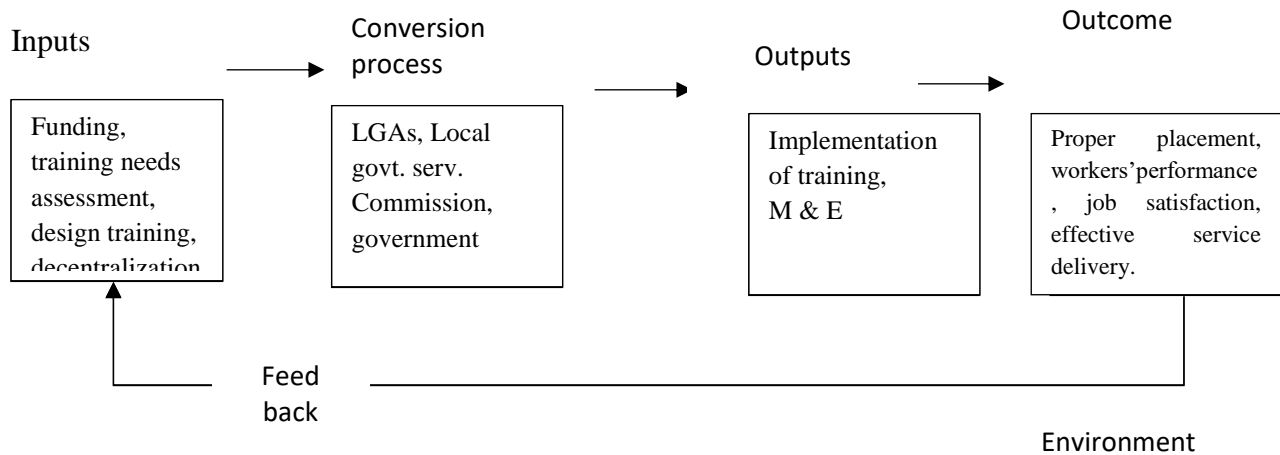 Inputs
Conversion
process
Outputs
Outcome
Funding,
training needs
assessment,
design training,
decentralization
LGAs, Local
govt. serv.
Commission,
government
Implementation
of training,
M & E
Proper placement,
workers’performance
, job satisfaction,
effective service
delivery.
Feed
back
Environment